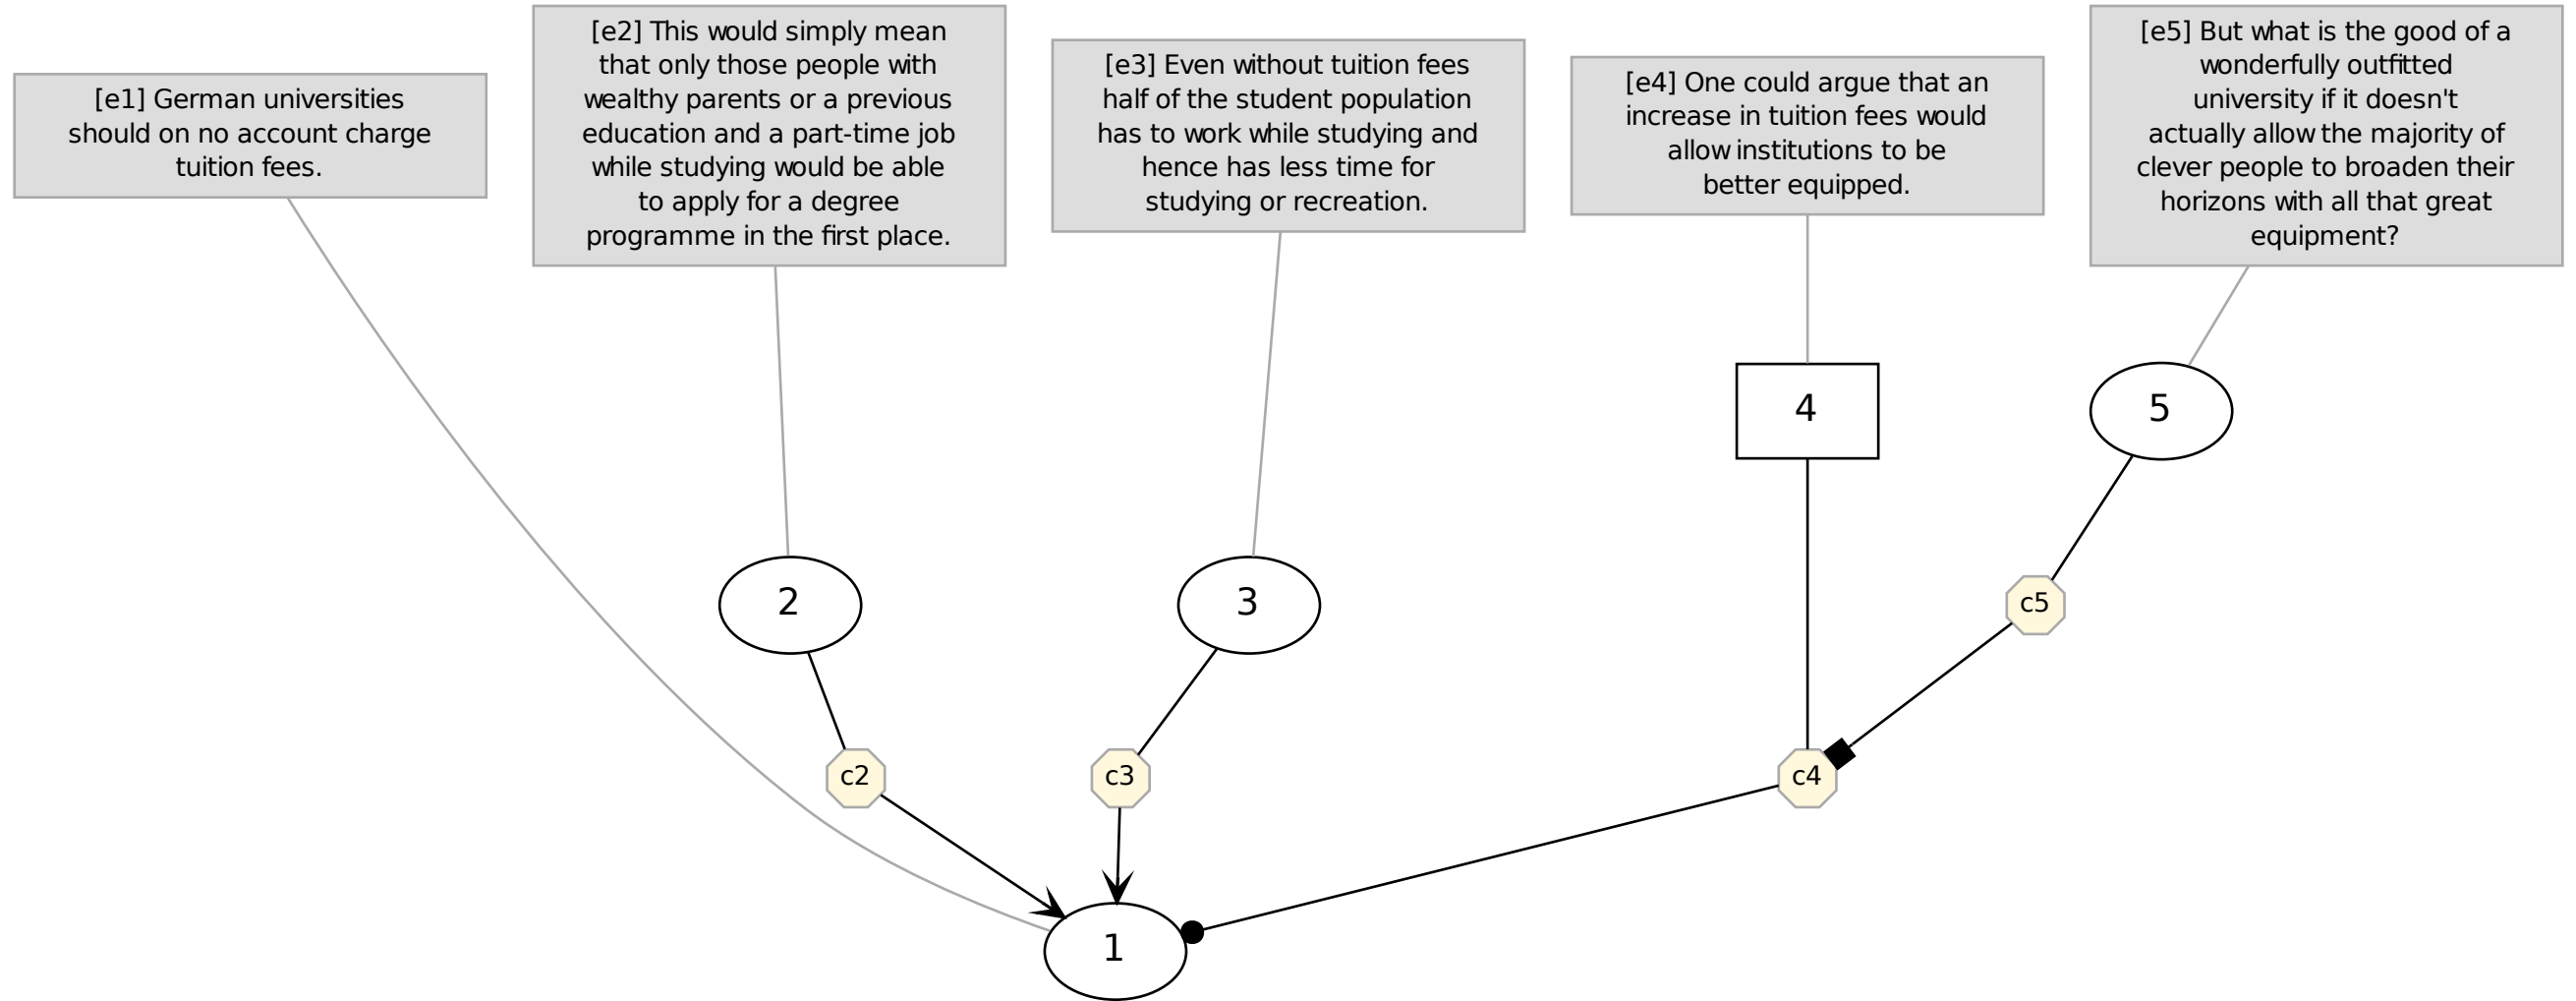 [e1] German universities
should on no account charge
tuition fees.
[e2] This would simply mean
that only those people with
wealthy parents or a previous
education and a part-time job
while studying would be able
to apply for a degree
programme in the first place.
[e3] Even without tuition fees
half of the student population
has to work while studying and
hence has less time for
studying or recreation.
[e4] One could argue that an
increase in tuition fees would
allow institutions to be
better equipped.
[e5] But what is the good of a
wonderfully outfitted
university if it doesn't
actually allow the majority of
clever people to broaden their
horizons with all that great
equipment?
4
5
2
3
c5
c2
c3
c4
1